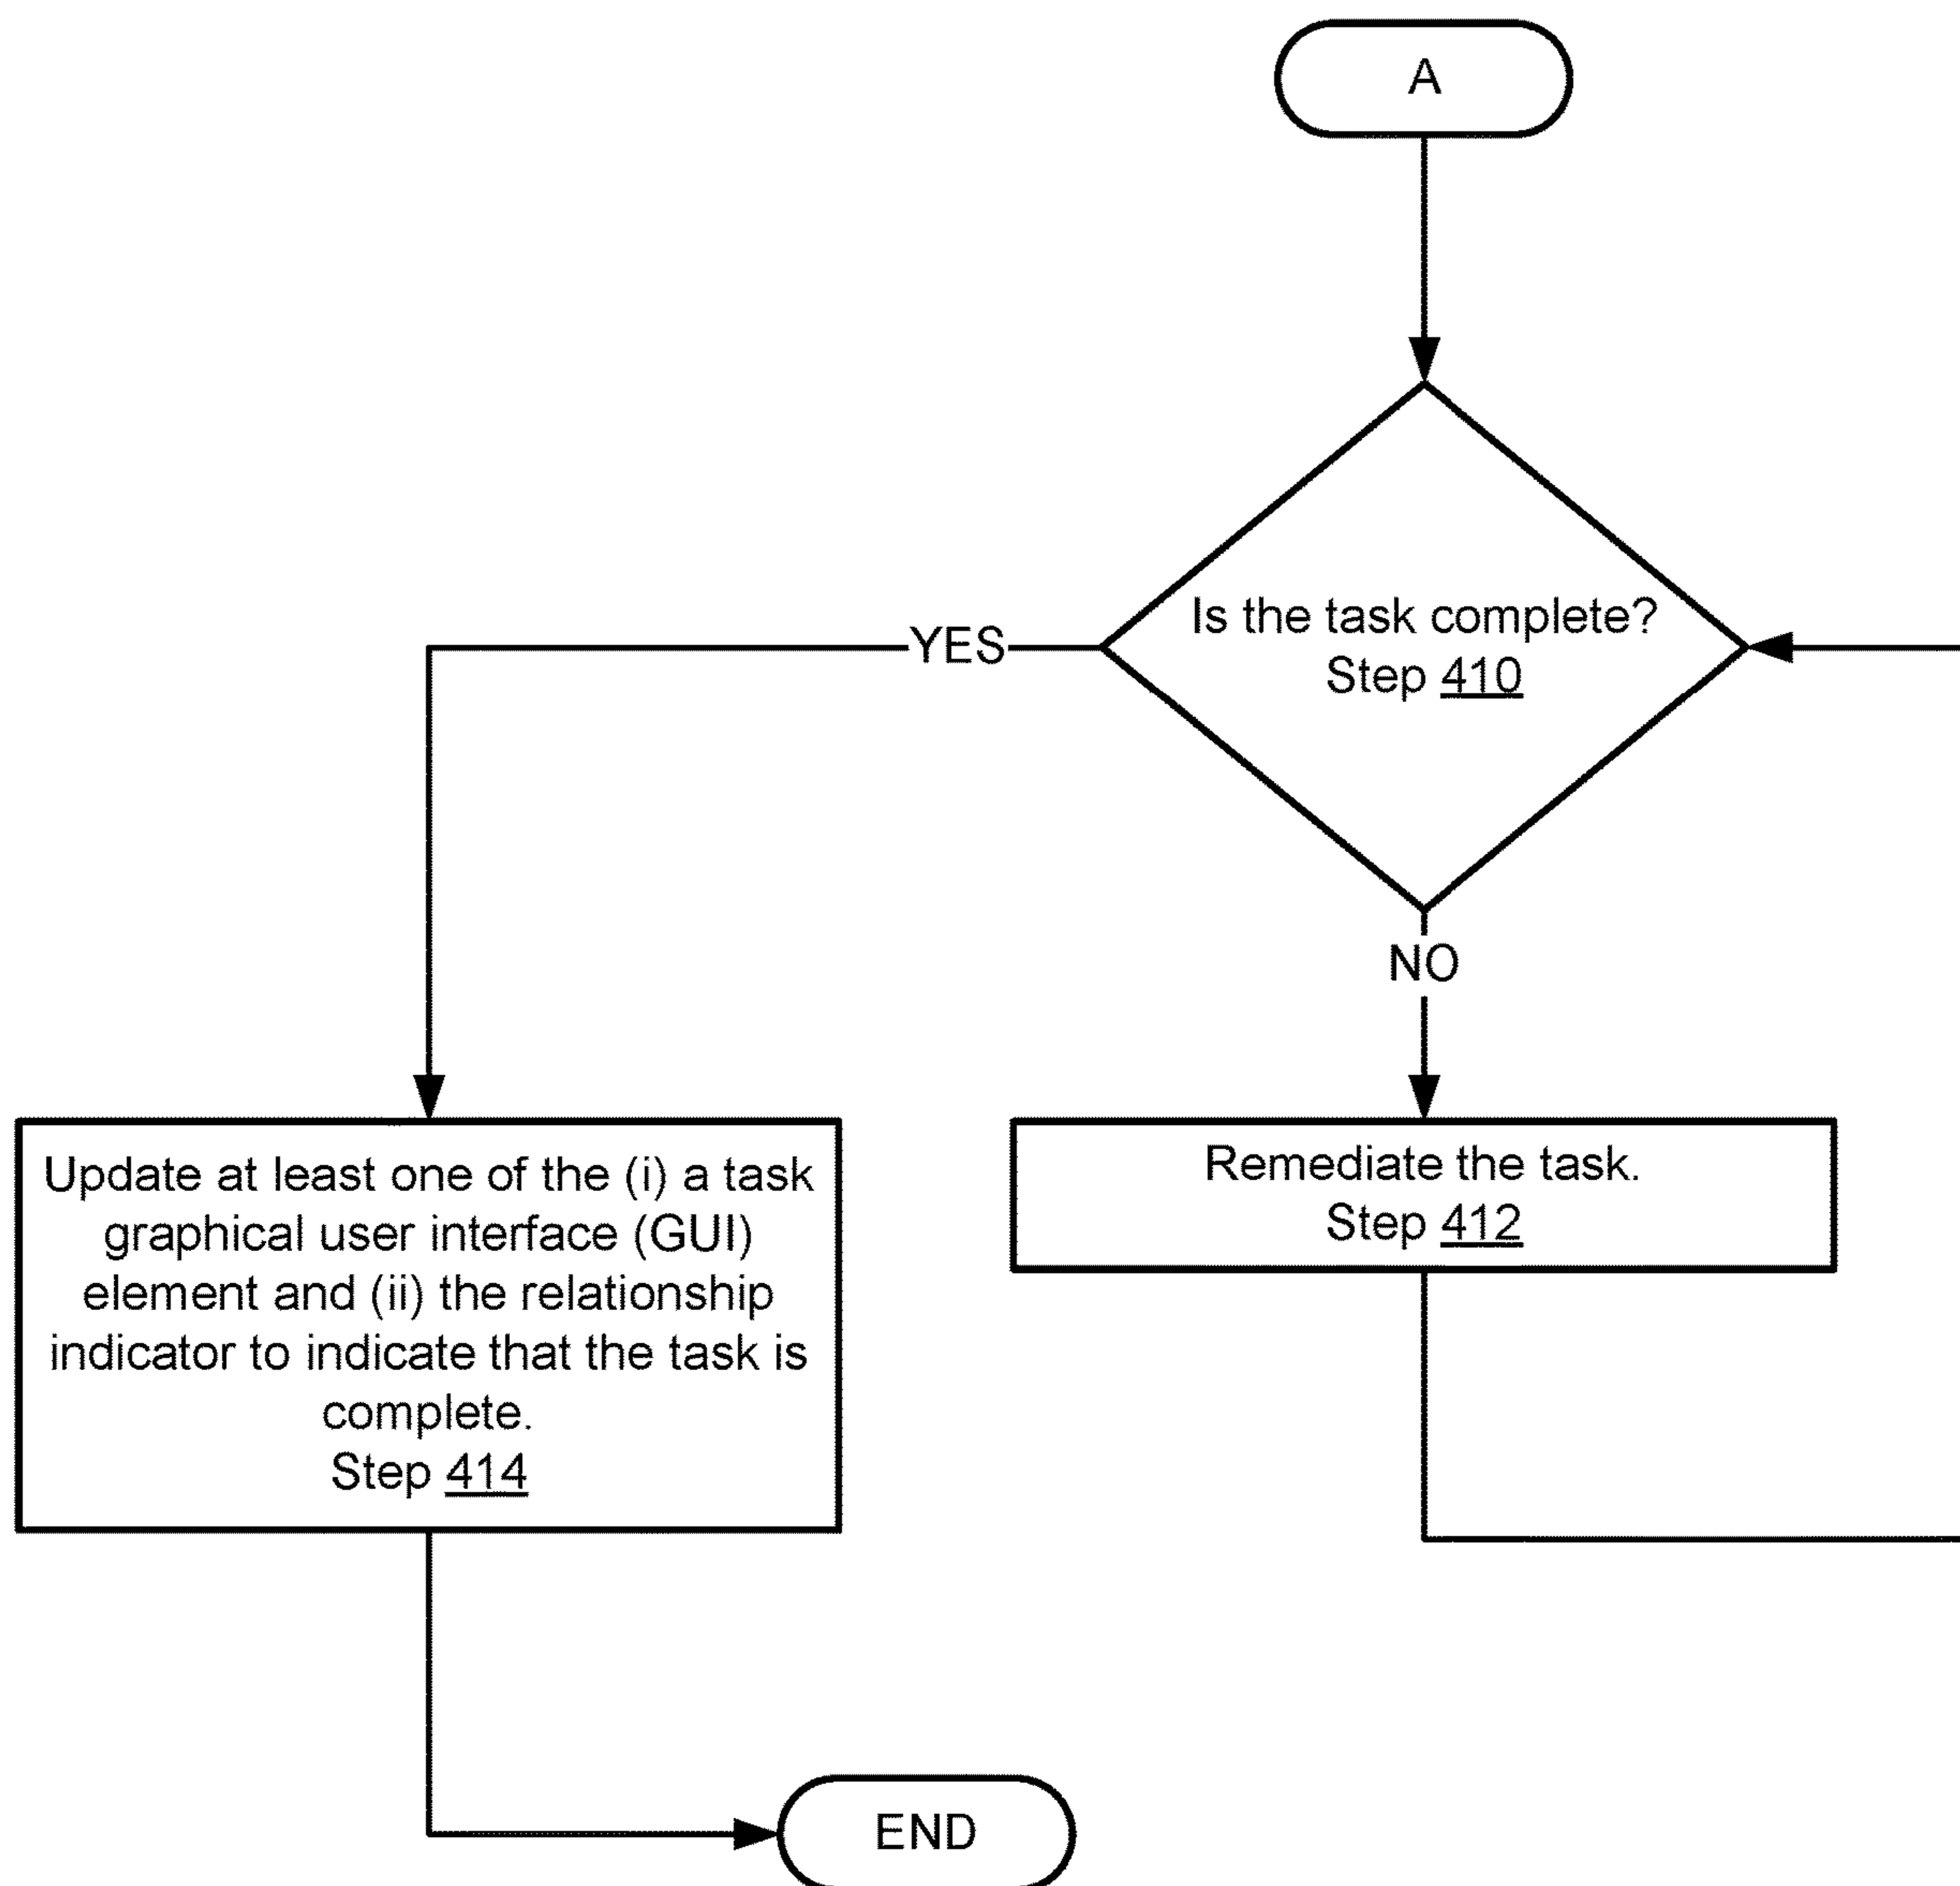 A
Is the task complete?
Step 410
YES
NO
Update at least one of the (i) a task
graphical user interface (GUI)
element and (ii) the relationship
indicator to indicate that the task is
complete.
Step 414
Remediate the task.
Step 412
END